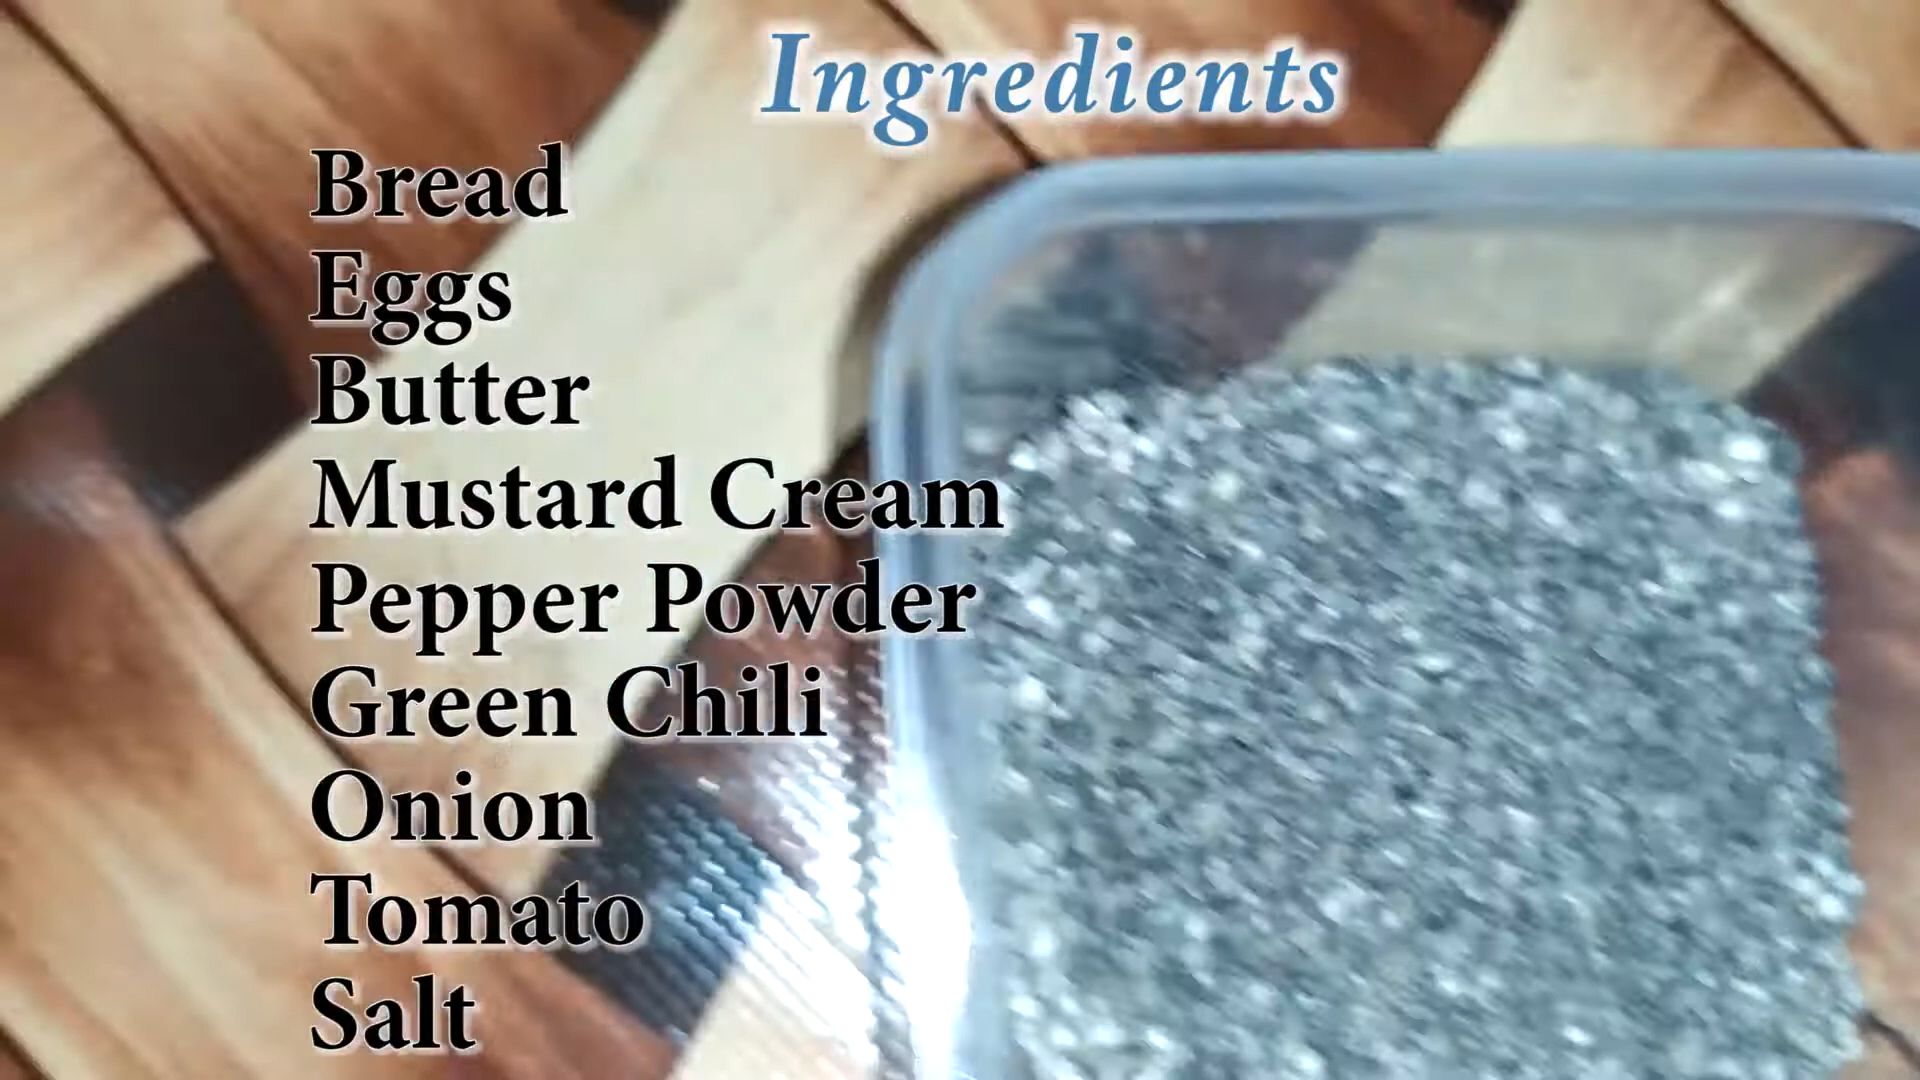 Ingredients
Bread
Eggs
Butter
Mustard Cream
Pepper Powder
Green Chili
Onion
Tomato
Salt